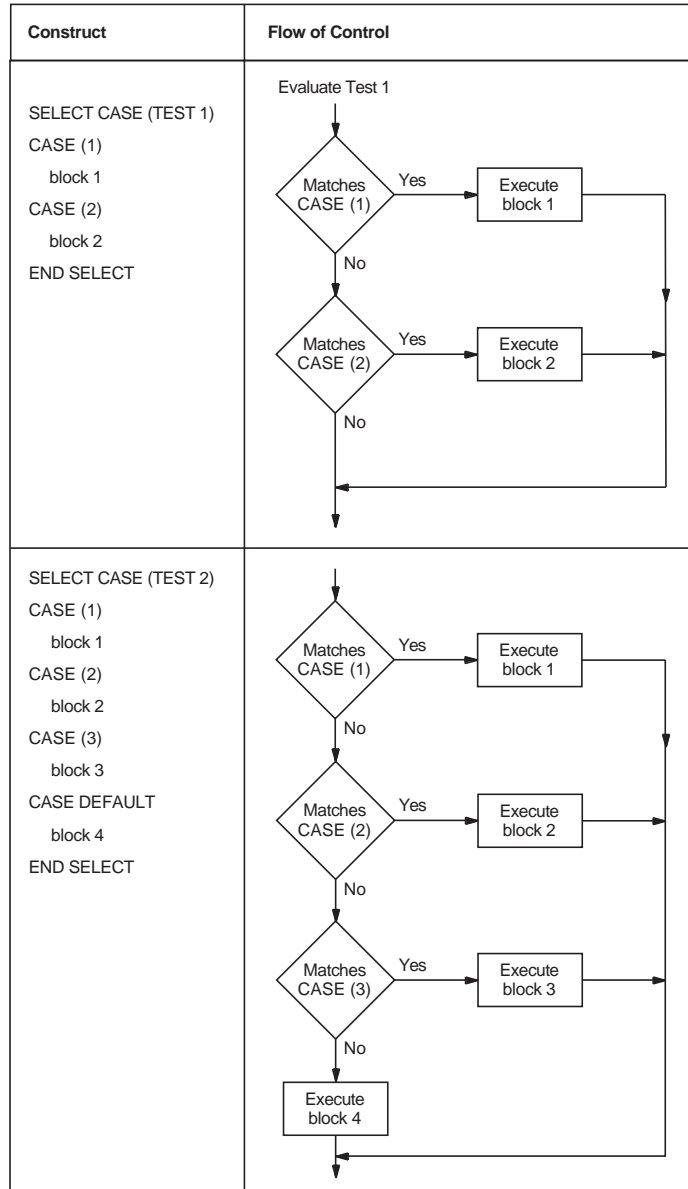 Construct
Flow of Control
SELECT CASE (TEST 1)
CASE (1)
block 1
CASE (2)
block 2
END SELECT
Evaluate Test 1
Matches
CASE (1)
Yes
Execute
block 1
No
Matches
CASE (2)
Yes
Execute
block 2
No
SELECT CASE (TEST 2)
CASE (1)
block 1
CASE (2)
block 2
CASE (3)
block 3
CASE DEFAULT
block 4
END SELECT
Matches
CASE (1)
Yes
Execute
block 1
No
Matches
CASE (2)
Yes
Execute
block 2
No
Matches
CASE (3)
Yes
Execute
block 3
No
Execute
block 4